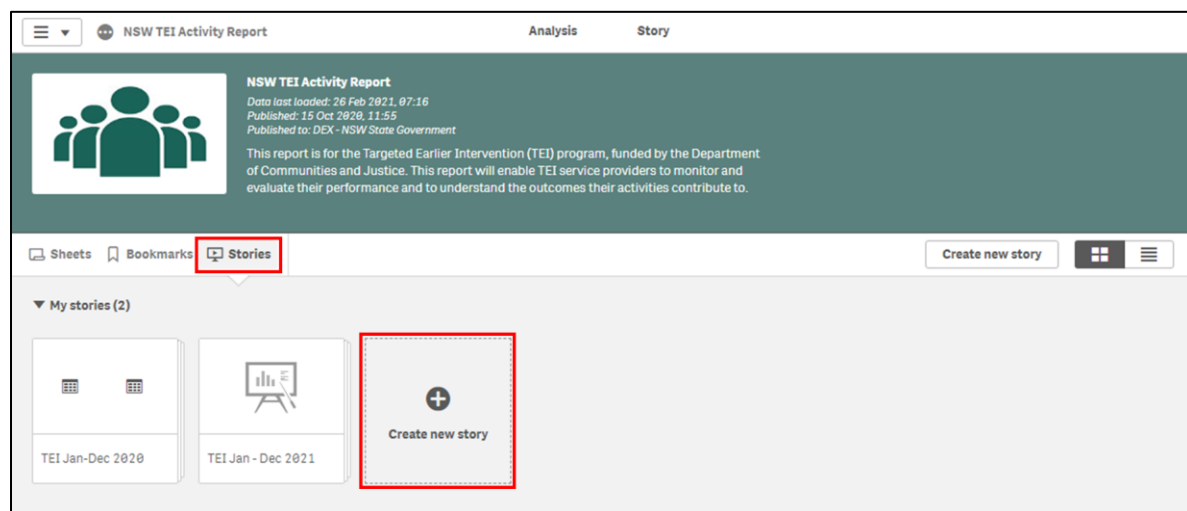 NSW TEI Activity Report
Analysis
Story
NSW TEI Activity Report
Data last loaded: 26 Feb 2021, 07:16
Published: 15 Oct 2020, 11:55
Published to: DEX - NSW State Government
This report is for the Targeted Earlier Intervention (TEI) program, funded by the Department
of Communities and Justice. This report will enable TEI service providers to monitor and
evaluate their performance and to understand the outcomes their activities contribute to.
Sheets
Bookmarks
Stories
Create new story
My stories (2)
Create new story
TEI Jan-Dec 2020
TEI Jan - Dec 2021